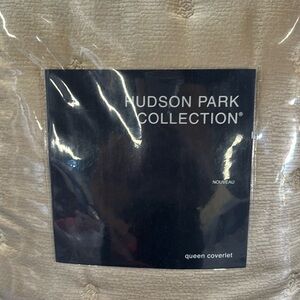 HUDSON PARK
COLLECTION®
NOUVEAU
queen coverlet